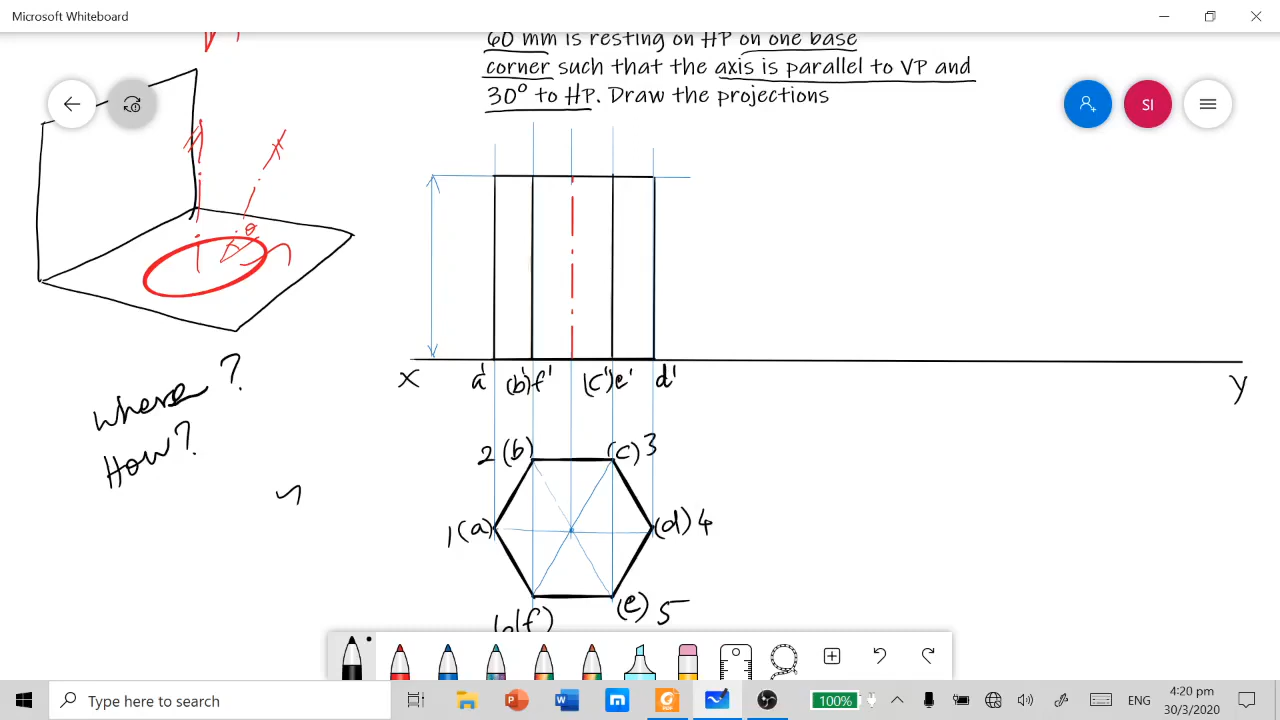 Microsoft Whiteboard
60 mm is resting on HP on one base
corner such that the axis is parallel to VP and
30° to HP. Draw the projections
SI
θ
where?
How?
X
a' (b')f' (c')e' d'
y
2 (b) (c) 3
1(a) (d) 4
6(f) (e) 5
Type here to search
100%
ENG
4:20 pm
30/3/2020